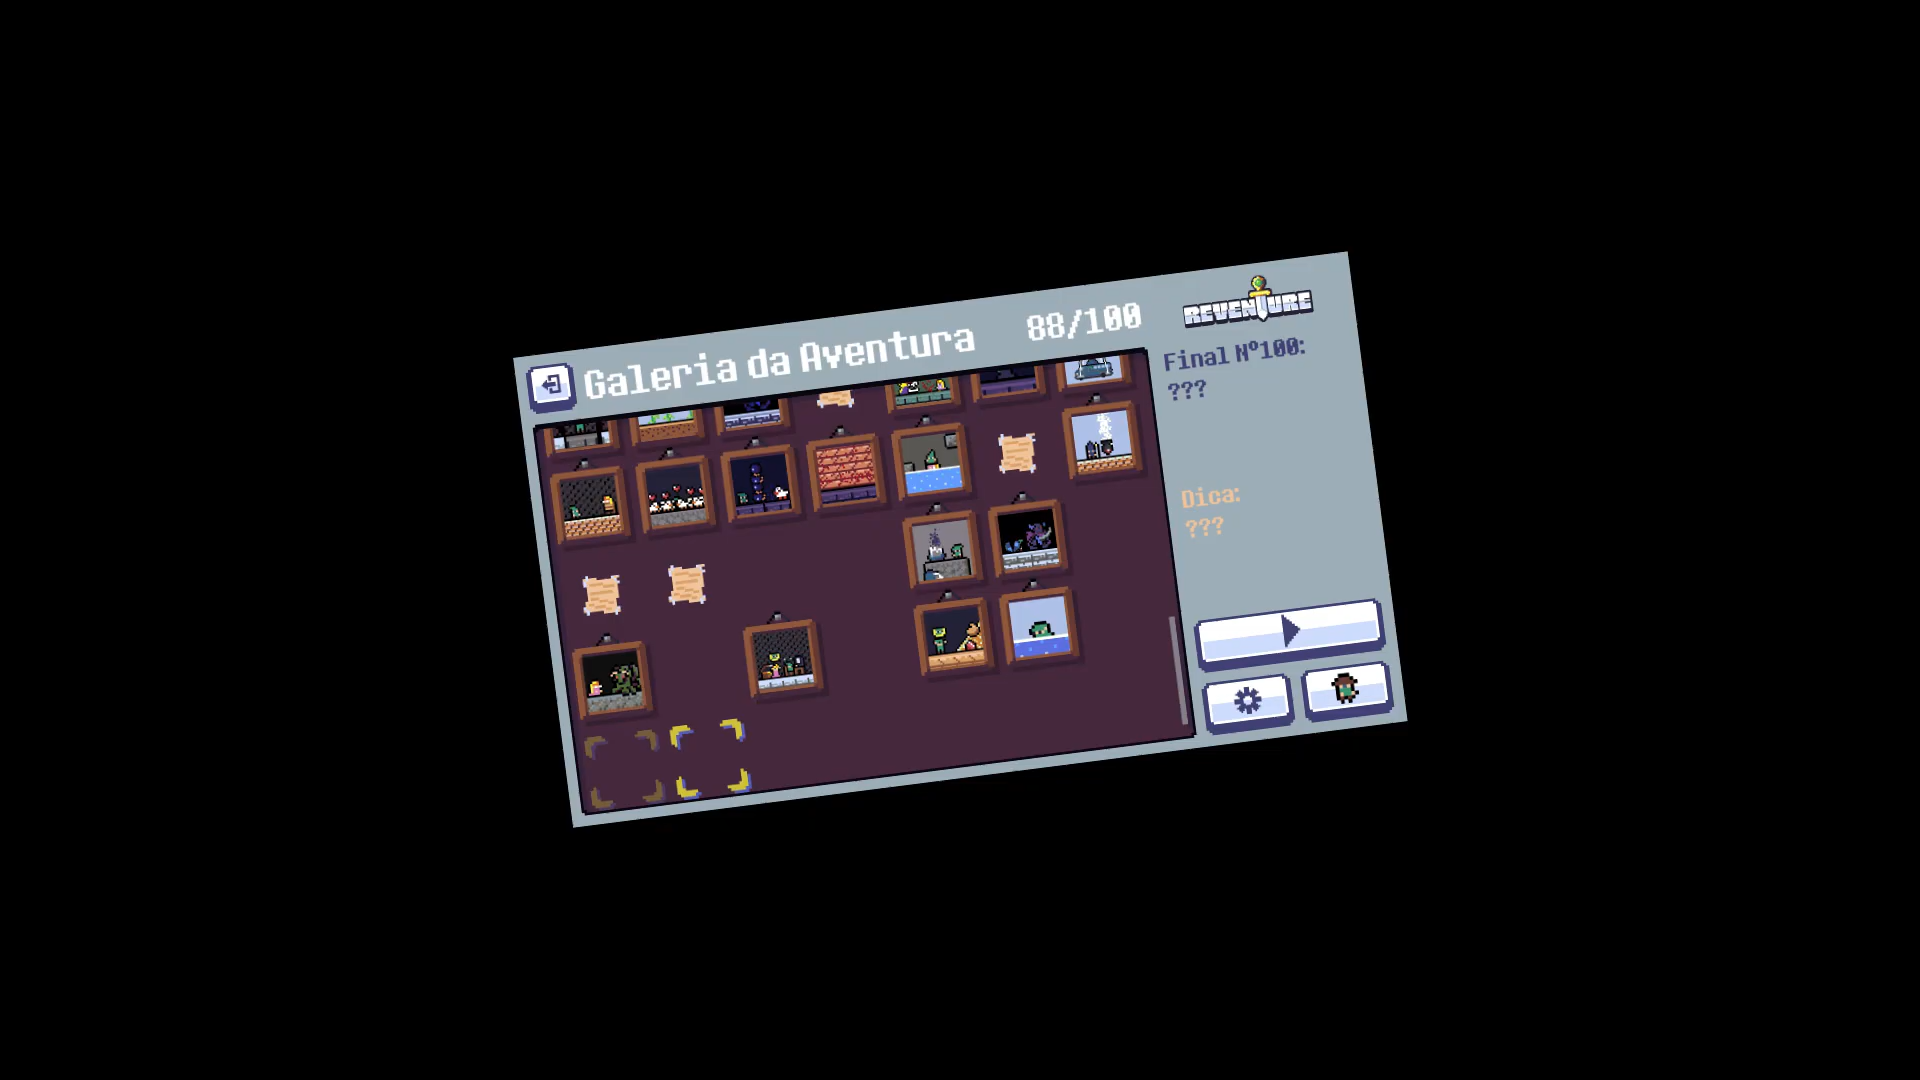 Galeria da Aventura
88/100
REVENTURE
Final Nº100:
???
Dica:
???